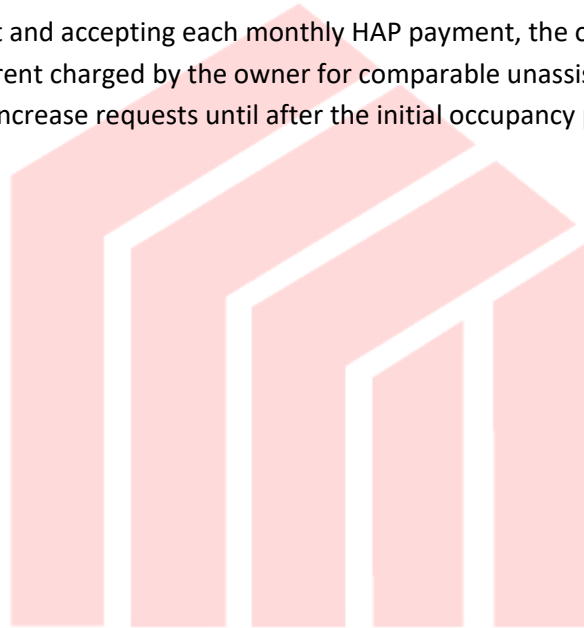 and accepting each monthly HAP payment, the
rent charged by the owner for comparable
increase requests until after the initial occupancy